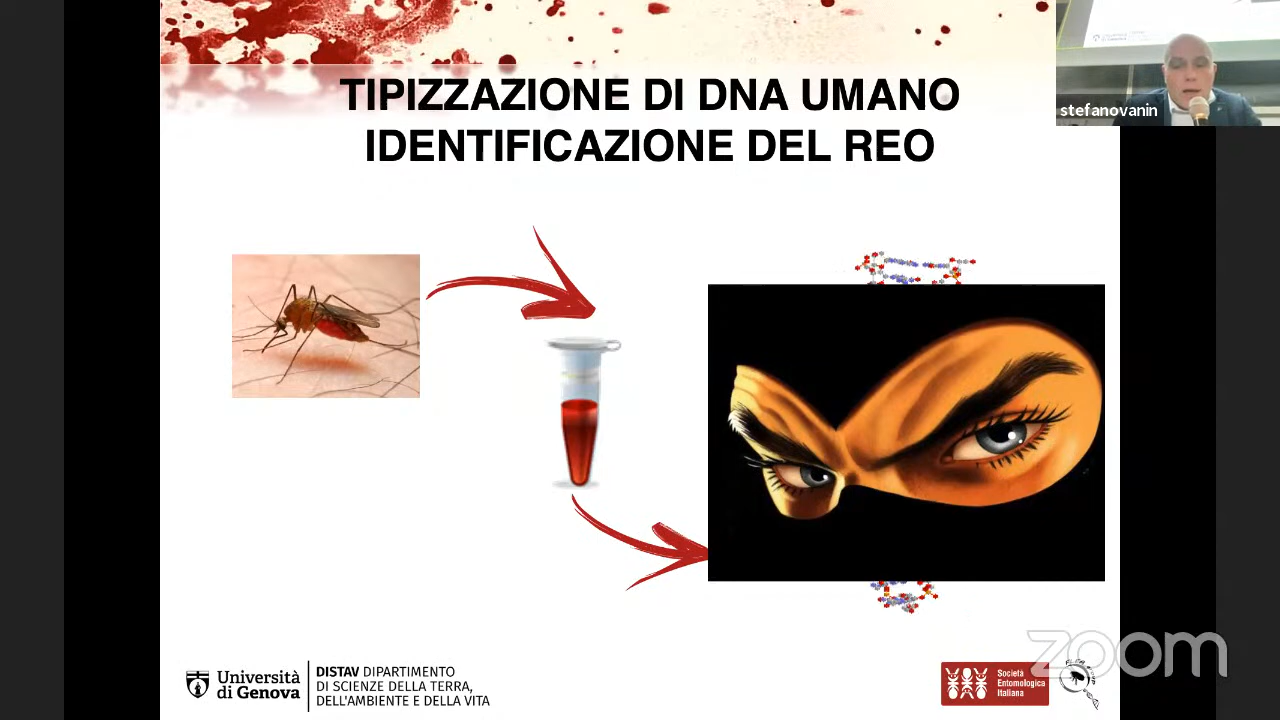 TIPIZZAZIONE DI DNA UMANO
IDENTIFICAZIONE DEL REO
stefanovanin
Università
di Genova
DISTAV DIPARTIMENTO
DI SCIENZE DELLA TERRA,
DELL'AMBIENTE E DELLA VITA
Società
Entomologica
Italiana
zoom